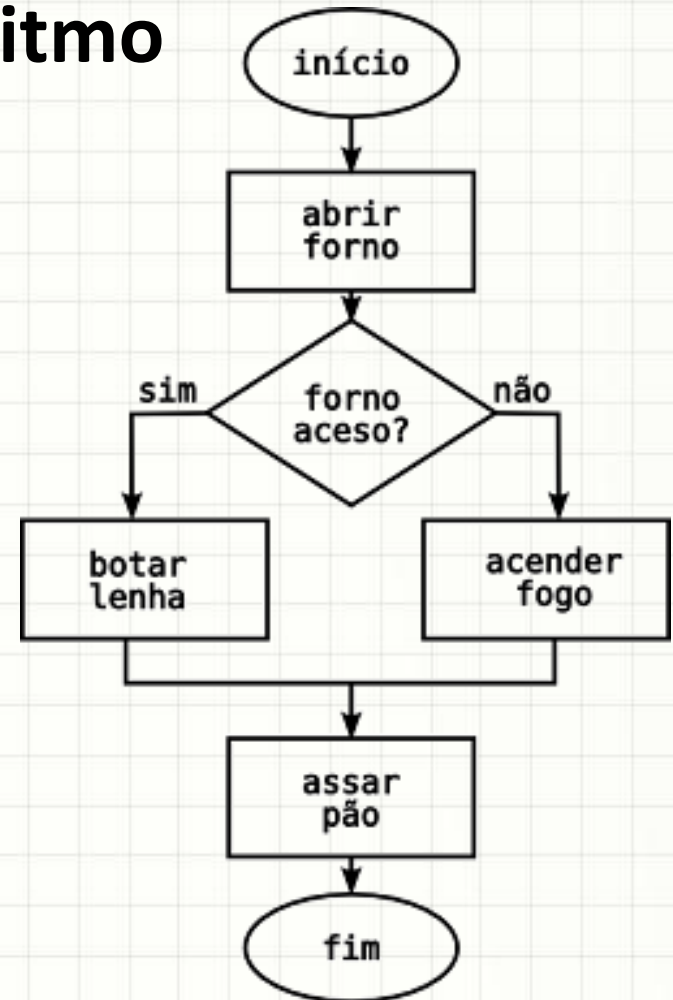 itmo
início
abrir
forno
sim
não
forno
aceso?
botar
lenha
acender
fogo
assar
pão
fim